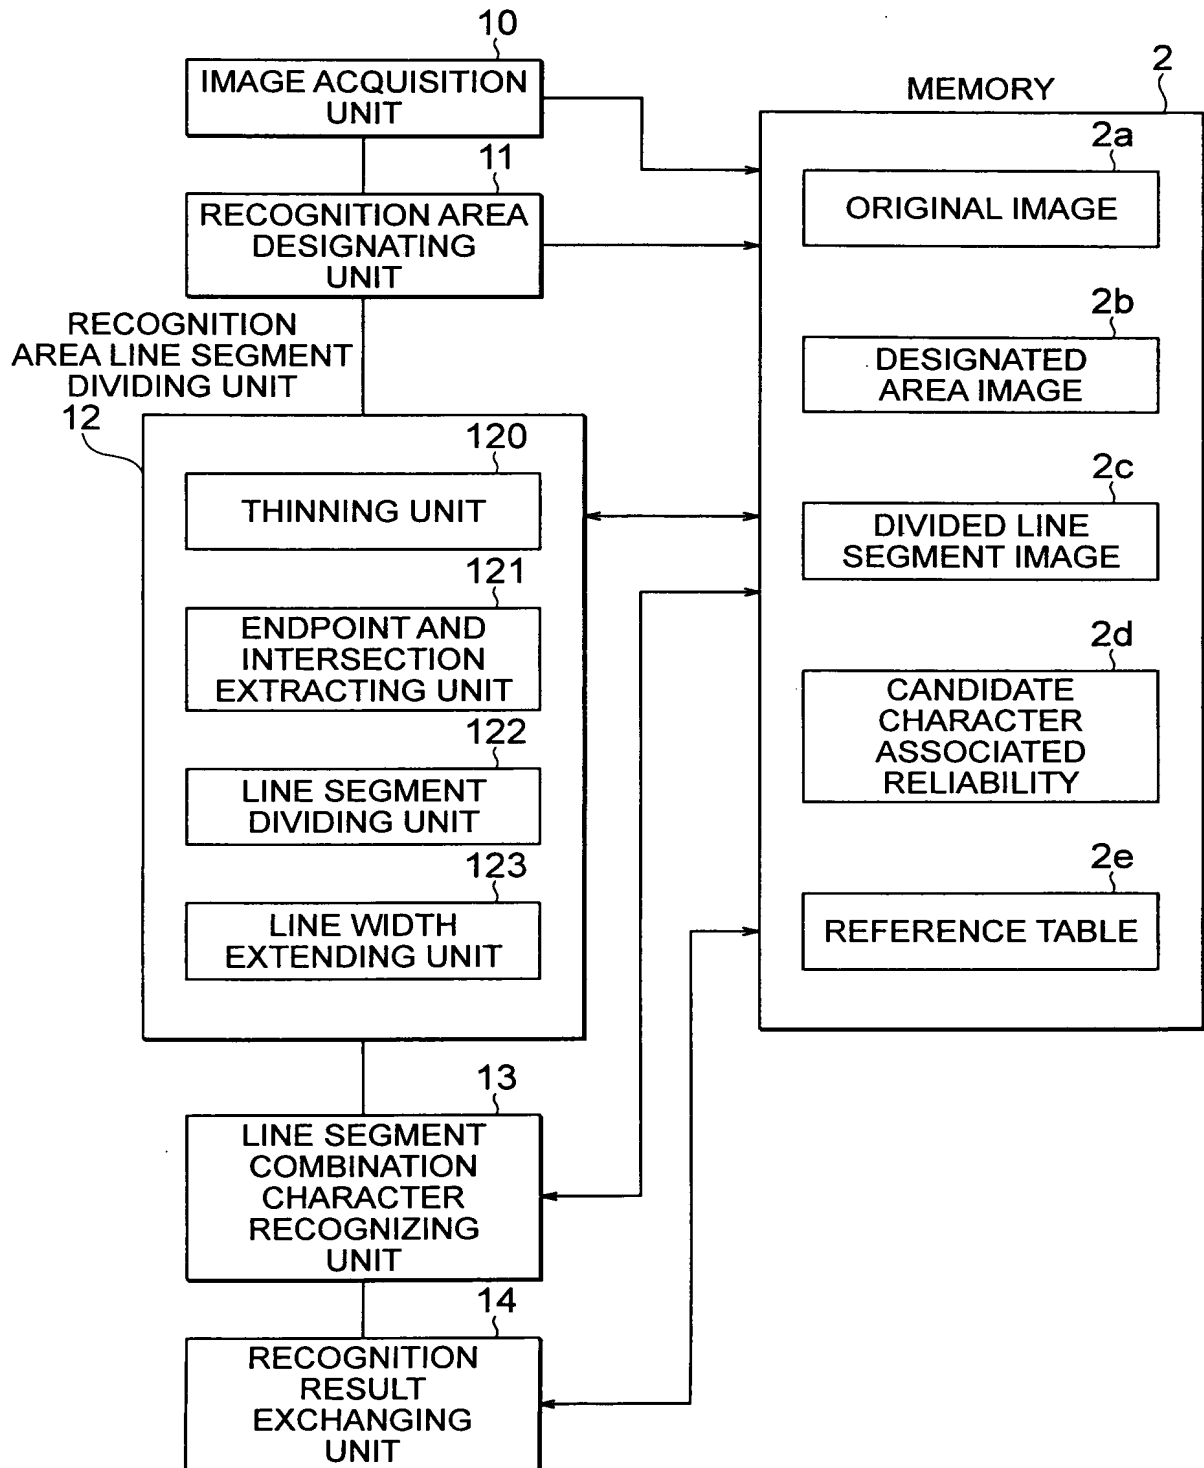 10
IMAGE ACQUISITION
UNIT
11
RECOGNITION AREA
DESIGNATING
UNIT
RECOGNITION
AREA LINE SEGMENT
DIVIDING UNIT
12
120
THINNING UNIT
121
ENDPOINT AND
INTERSECTION
EXTRACTING UNIT
122
LINE SEGMENT
DIVIDING UNIT
123
LINE WIDTH
EXTENDING UNIT
13
LINE SEGMENT
COMBINATION
CHARACTER
RECOGNIZING
UNIT
14
RECOGNITION
RESULT
EXCHANGING
UNIT
2
MEMORY
2a
ORIGINAL IMAGE
2b
DESIGNATED
AREA IMAGE
2c
DIVIDED LINE
SEGMENT IMAGE
2d
CANDIDATE
CHARACTER
ASSOCIATED
RELIABILITY
2e
REFERENCE TABLE